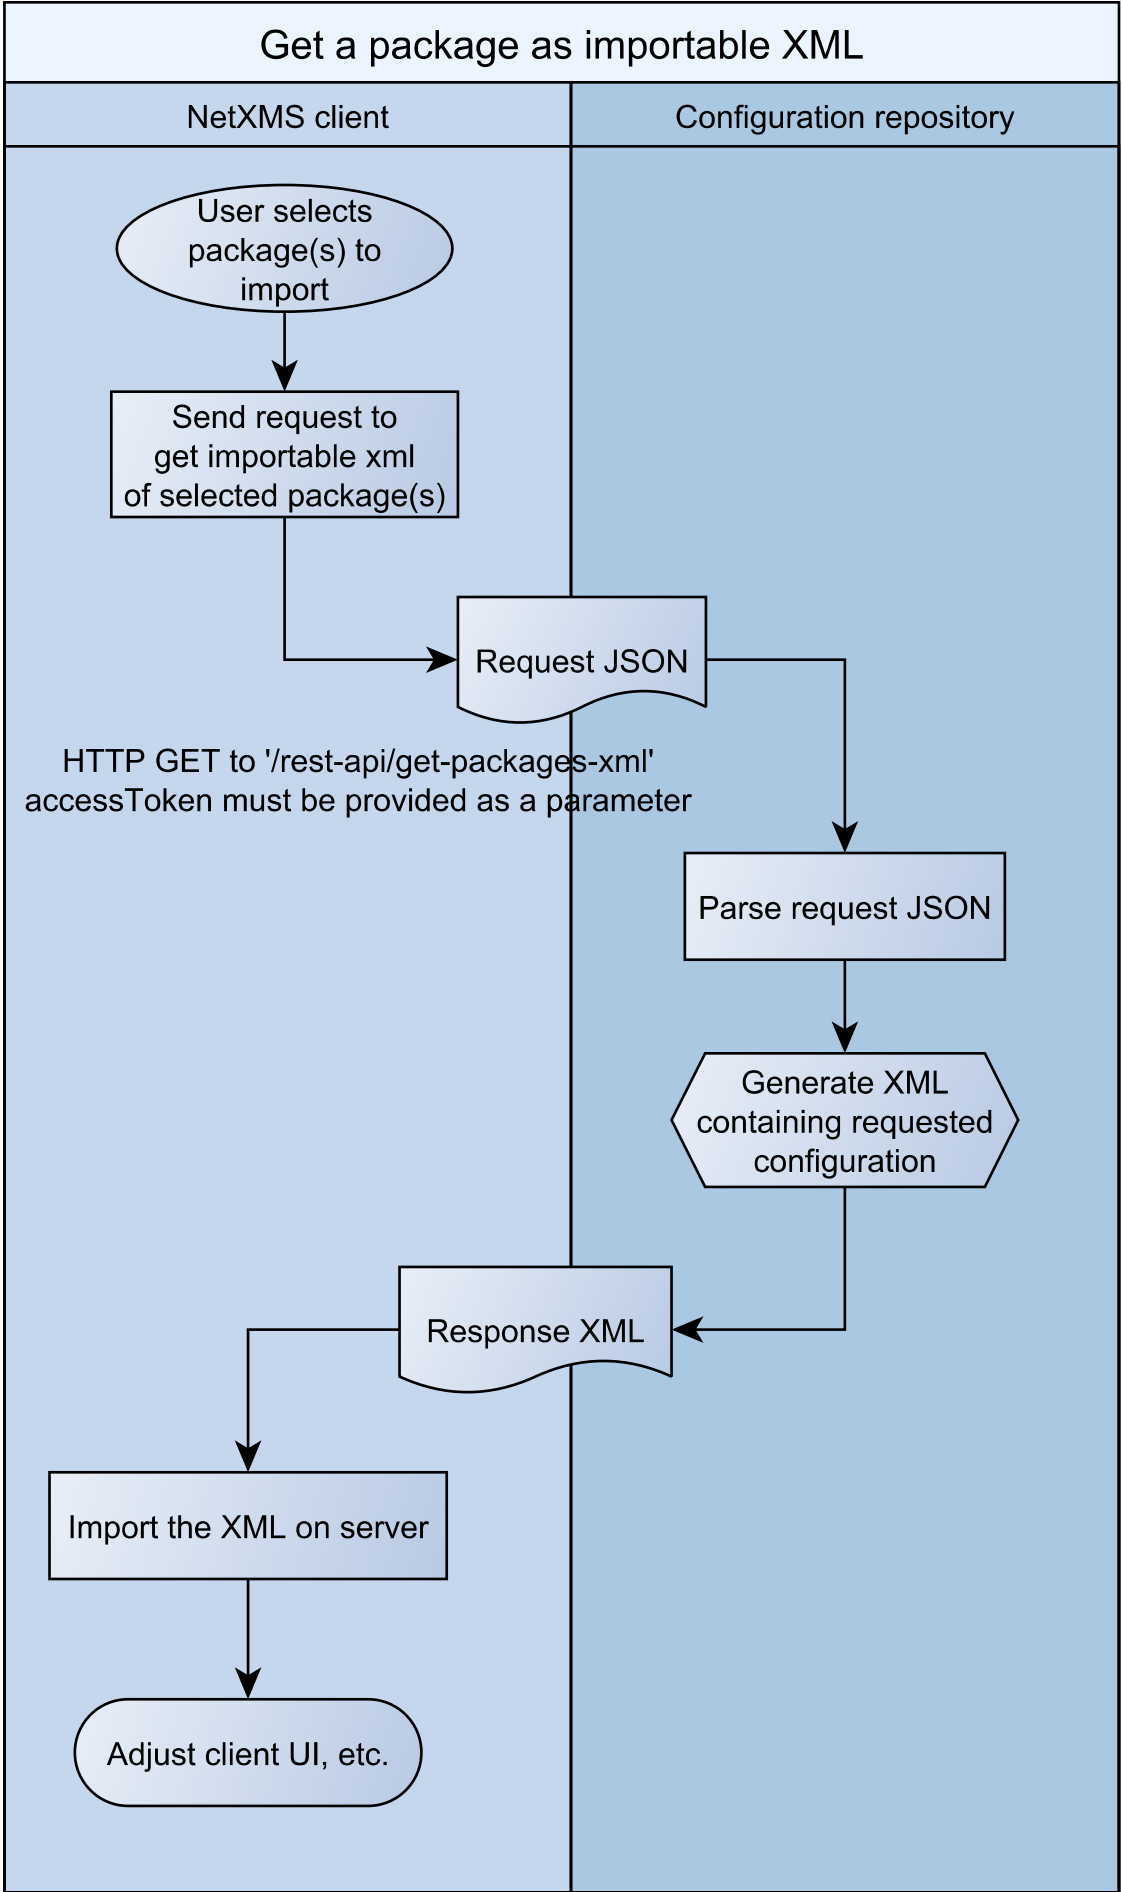 Get a package as importable XML
NetXMS client
Configuration repository
User selects
package(s) to
import
Send request to
get importable xml
of selected package(s)
Request JSON
HTTP GET to '/rest-api/get-packages-xml'
accessToken must be provided as a parameter
Parse request JSON
Generate XML
containing requested
configuration
Response XML
Import the XML on server
Adjust client UI, etc.